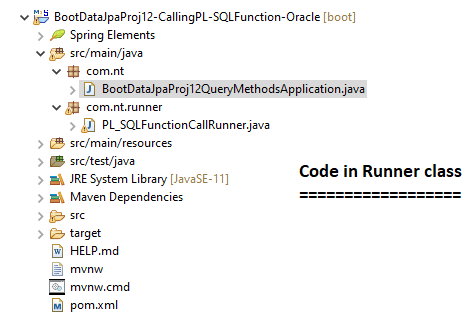 BootDataJpaProj12-CallingPL-SQLFunction-Oracle [boot]
Spring Elements
src/main/java
com.nt
BootDataJpaProj12QueryMethodsApplication.java
com.nt.runner
PL_SQLFunctionCallRunner.java
src/main/resources
src/test/java
JRE System Library [JavaSE-11]
Maven Dependencies
src
target
HELP.md
mvnw
mvnw.cmd
pom.xml
Code in Runner class
==================